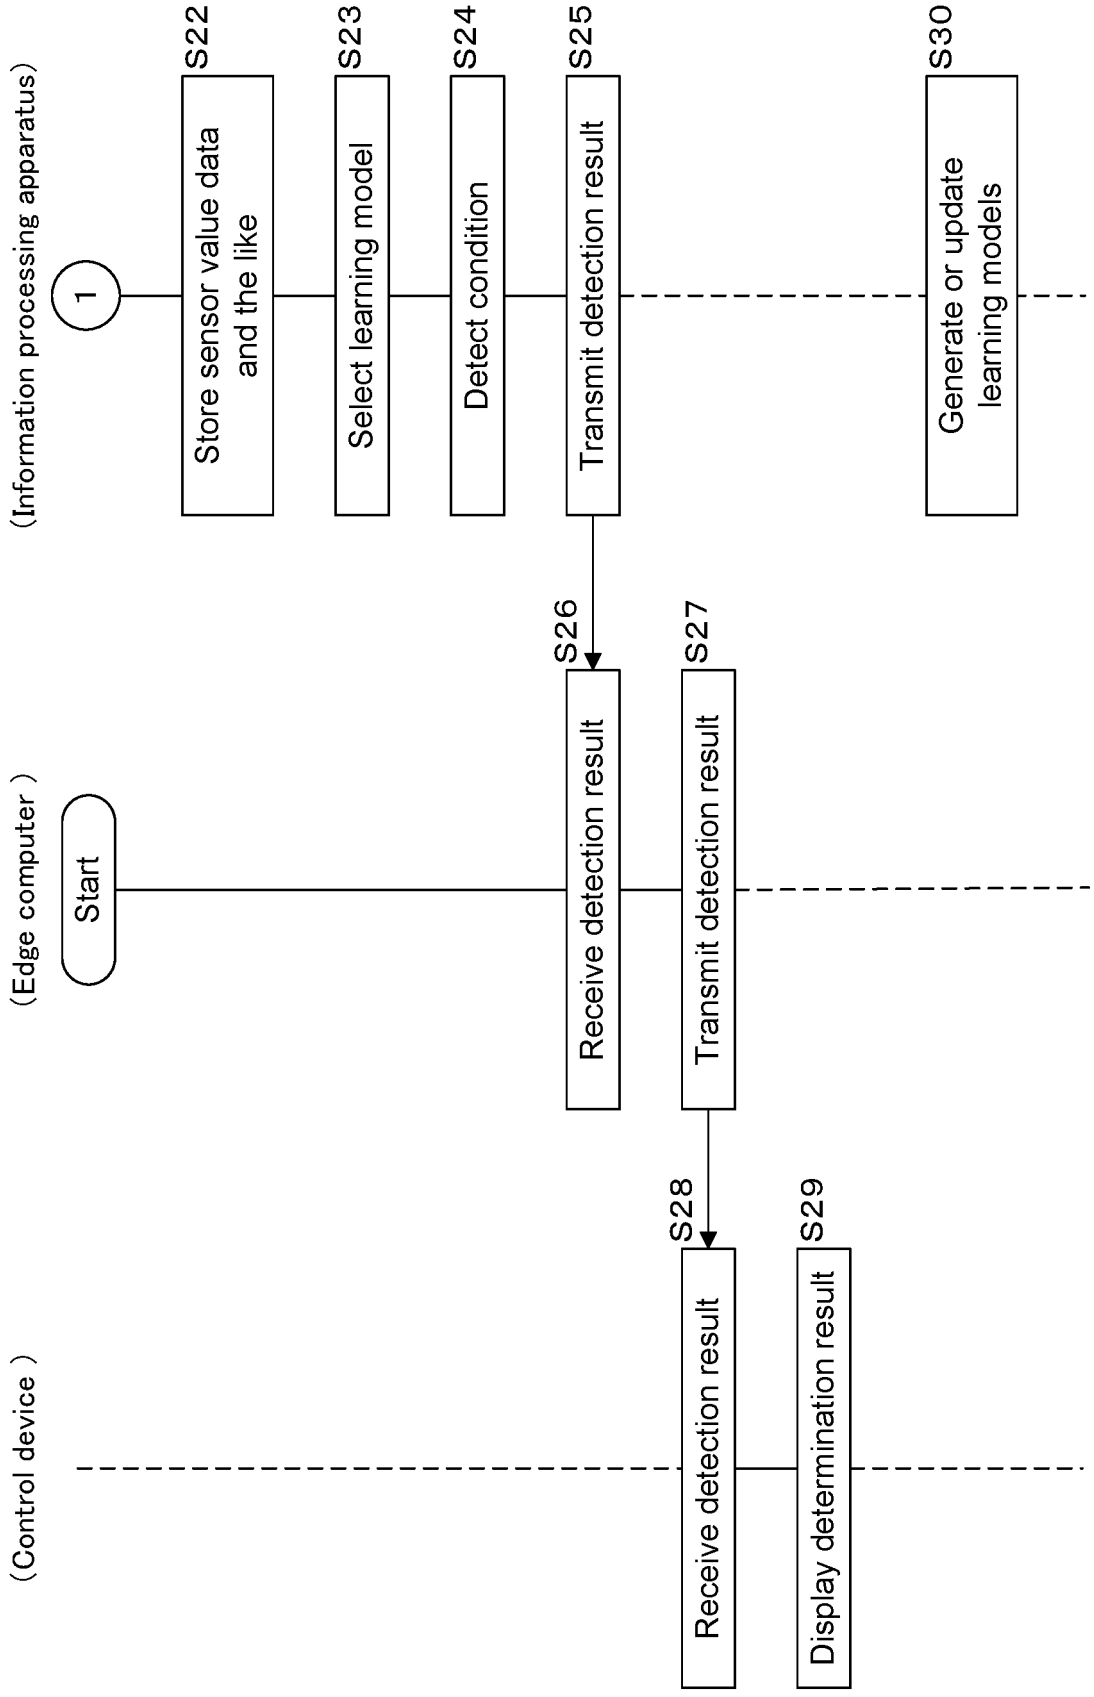 (Control device )
(Edge computer )
(Information processing apparatus)
Start
1
S22
Store sensor value data
and the like
S23
Select learning model
S24
Detect condition
S25
Transmit detection result
S26
Receive detection result
S27
Transmit detection result
S28
Receive detection result
S29
Display determination result
S30
Generate or update
learning models